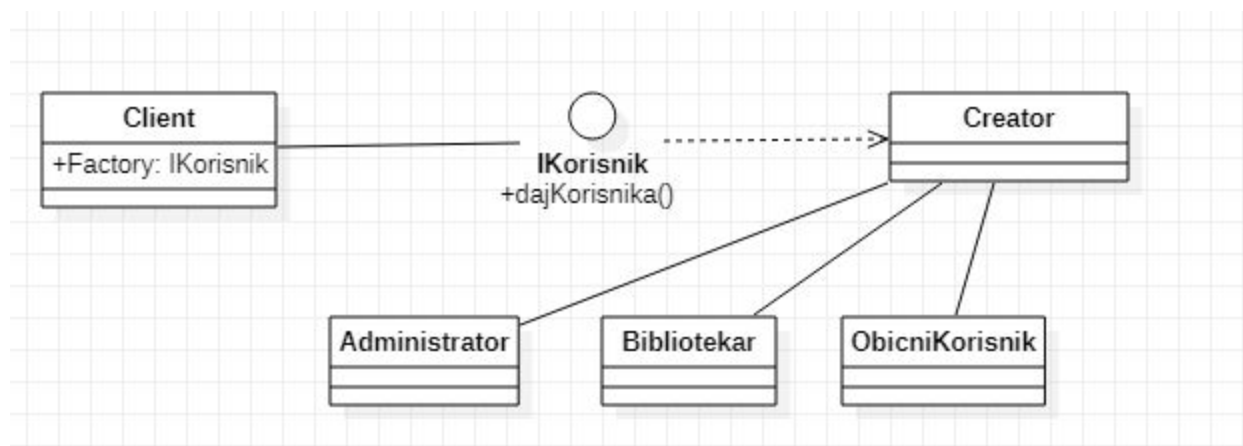 Client
+Factory: IKorisnik
IKorisnik
+dajKorisnika()
Creator
Administrator
Bibliotekar
ObicniKorisnik